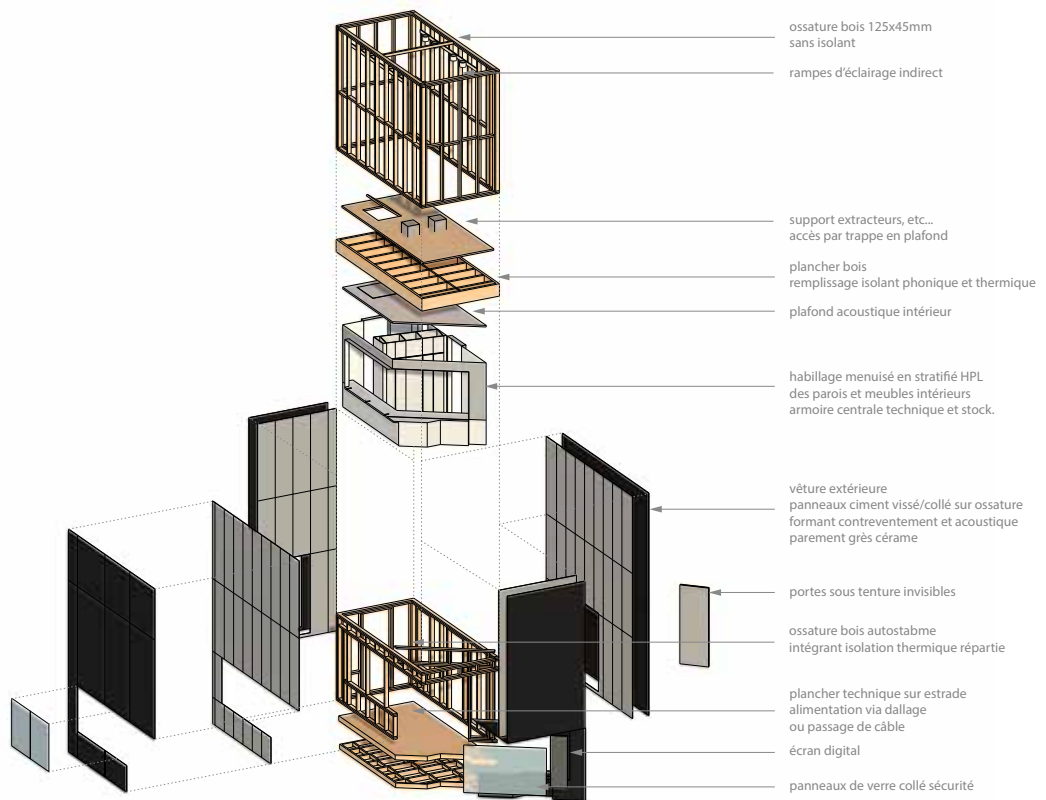 ossature bois 125x45mm
sans isolant
rampes d'éclairage indirect
support extracteurs, etc...
accès par trappe en plafond
plancher bois
remplissage isolant phonique et thermique
plafond acoustique intérieur
habillage menuisé en stratifié HPL
des parois et meubles intérieurs
armoire centrale technique et stock.
vêture extérieure
panneaux ciment vissé/collé sur ossature
formant contreventement et acoustique
parement grès cérame
portes sous tenture invisibles
ossature bois autostabme
intégrant isolation thermique répartie
plancher technique sur estrade
alimentation via dallage
ou passage de câble
écran digital
panneaux de verre collé sécurité